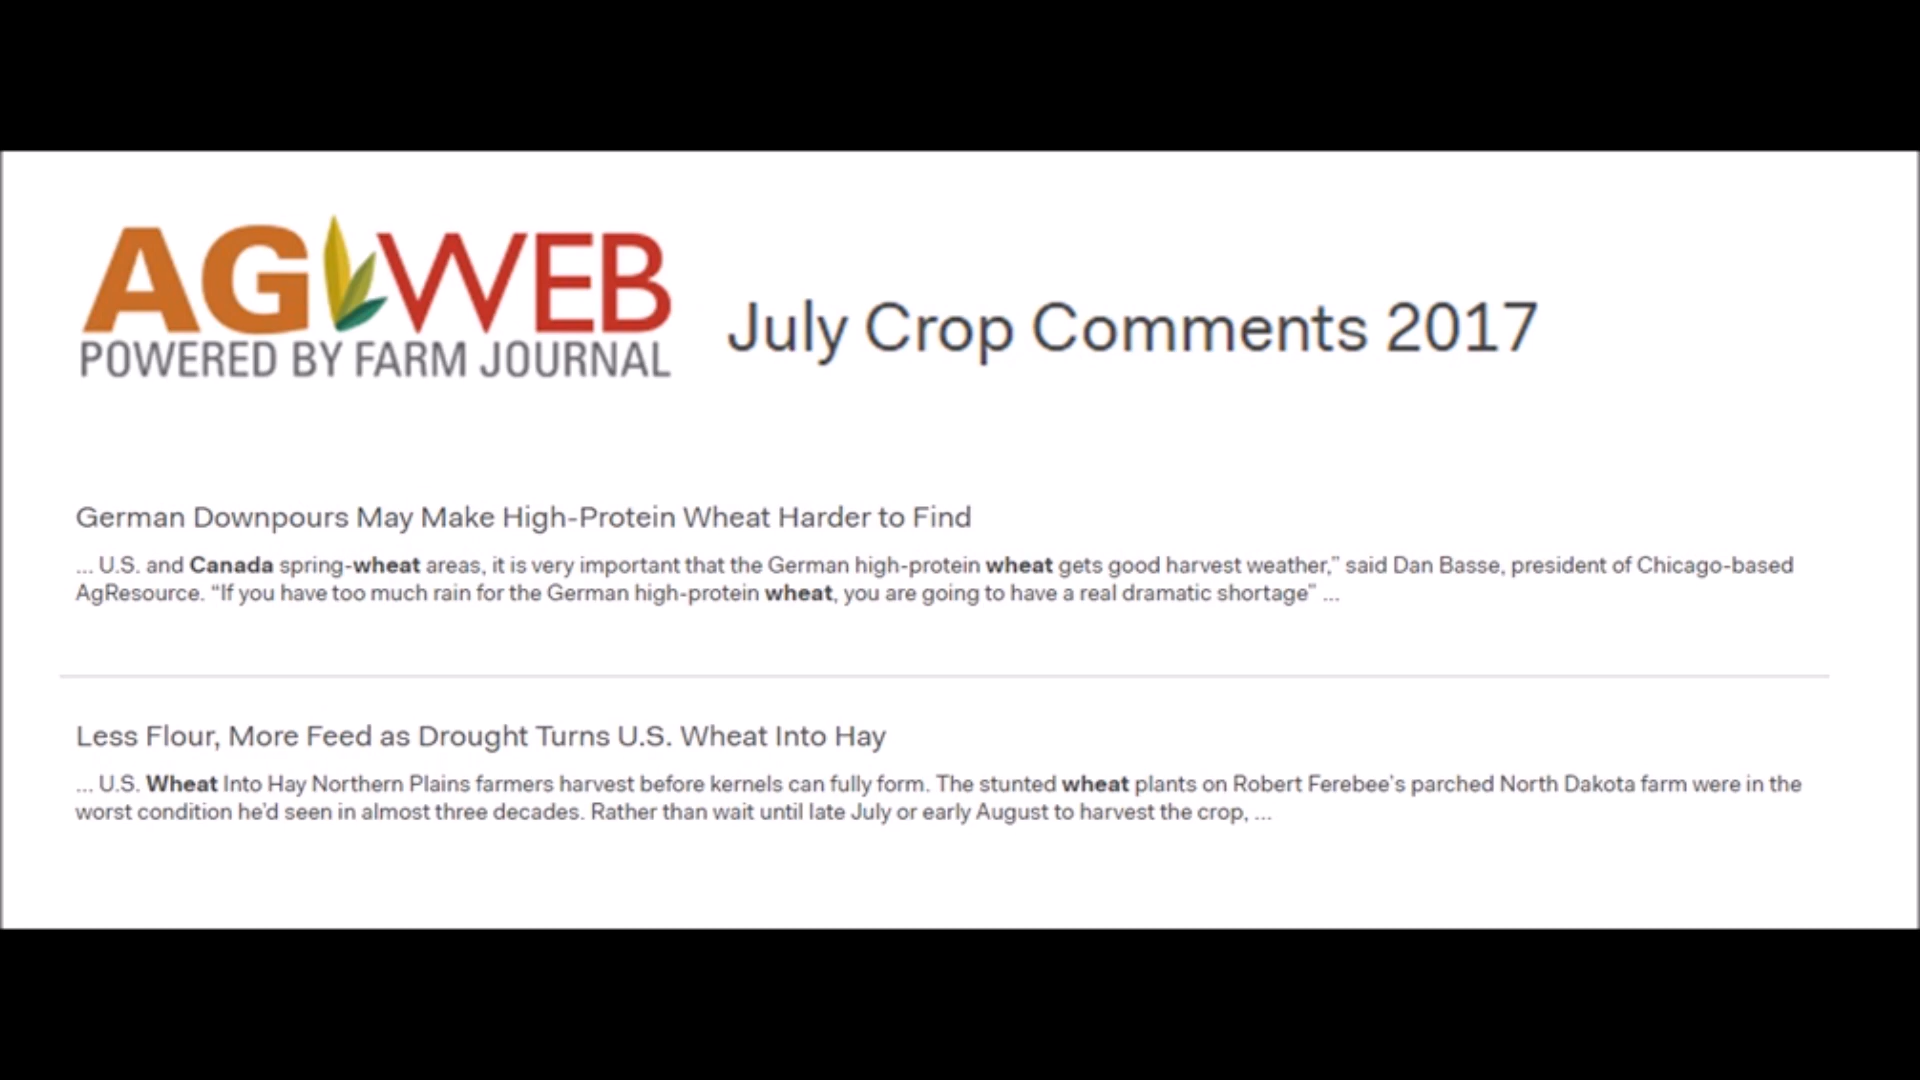 AG WEB
POWERED BY FARM JOURNAL
July Crop Comments 2017
German Downpours May Make High-Protein Wheat Harder to Find
... U.S. and Canada spring-wheat areas, it is very important that the German high-protein wheat gets good harvest weather,” said Dan Basse, president of Chicago-based
AgResource. “If you have too much rain for the German high-protein wheat, you are going to have a real dramatic shortage” ...
Less Flour, More Feed as Drought Turns U.S. Wheat Into Hay
... U.S. Wheat Into Hay Northern Plains farmers harvest before kernels can fully form. The stunted wheat plants on Robert Ferebee's parched North Dakota farm were in the
worst condition he'd seen in almost three decades. Rather than wait until late July or early August to harvest the crop, ...